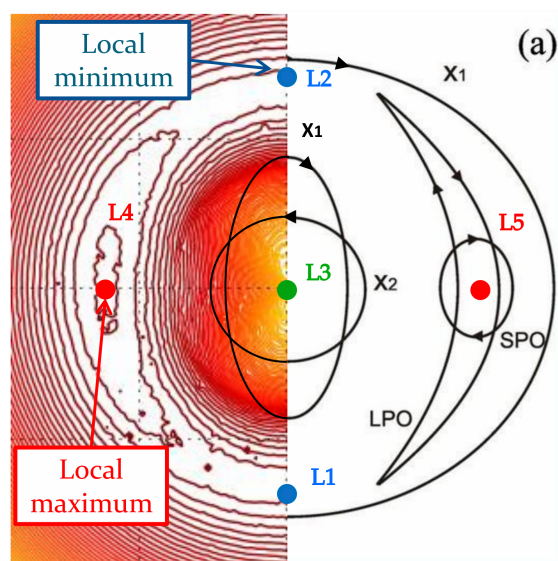 Local
minimum
(a)
L2
X1
X1
L4
L5
L3
X2
SPO
LPO
Local
maximum
L1